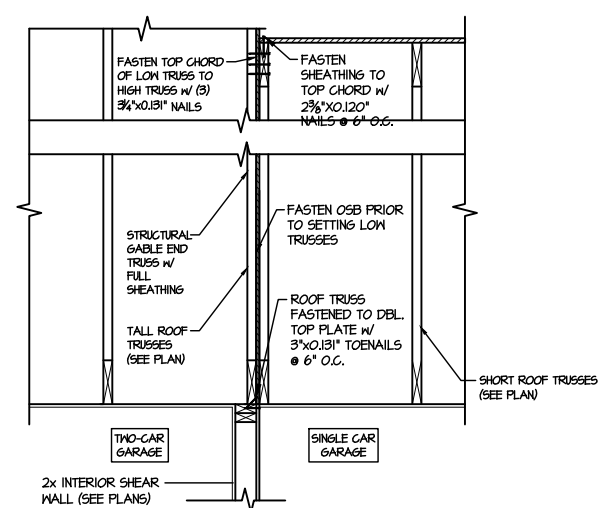 FASTEN TOP CHORD
OF LOW TRUSS TO
HIGH TRUSS W/ (3)
3¼"X0.131" NAILS
FASTEN
SHEATHING TO
TOP CHORD W/
2⅜"X0.120"
NAILS @ 6" O.C.
STRUCTURAL
GABLE END
TRUSS W/
FULL
SHEATHING
FASTEN OSB PRIOR
TO SETTING LOW
TRUSSES
TALL ROOF
TRUSSES
(SEE PLAN)
ROOF TRUSS
FASTENED TO DBL.
TOP PLATE W/
3"X0.131" TOENAILS
@ 6" O.C.
SHORT ROOF TRUSSES
(SEE PLAN)
TWO-CAR
GARAGE
SINGLE CAR
GARAGE
2x INTERIOR SHEAR
WALL (SEE PLANS)